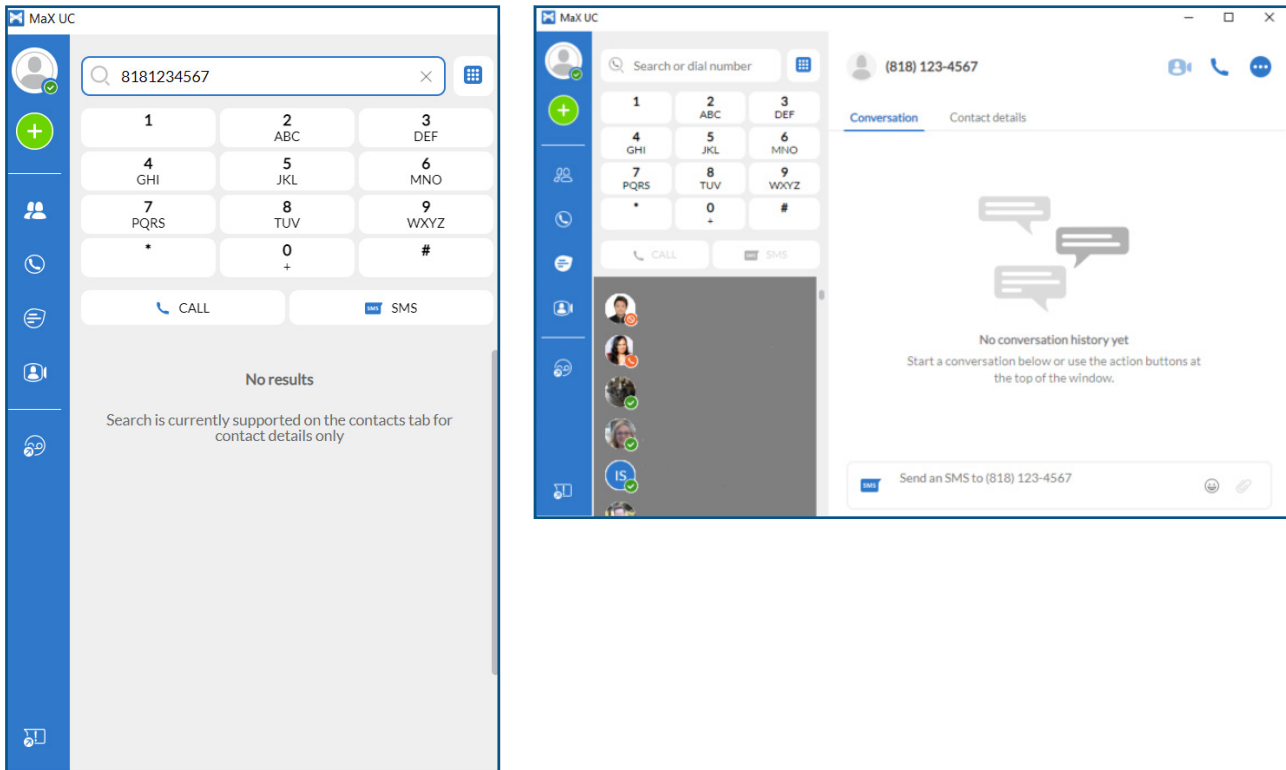 MaX UC
8181234567
1
2
ABC
3
DEF
4
GHI
5
JKL
6
MNO
7
PQRS
8
TUV
9
WXYZ
*
0
+
#
CALL
SMS SMS
No results
Search is currently supported on the contacts tab for
contact details only
MaX UC
Search or dial number
1
2
ABC
3
DEF
4
GHI
5
JKL
6
MNO
7
PQRS
8
TUV
9
WXYZ
*
0
+
#
CALL
SMS SMS
IS
(818) 123-4567
Conversation
Contact details
No conversation history yet
Start a conversation below or use the action buttons at
the top of the window.
SMS Send an SMS to (818) 123-4567